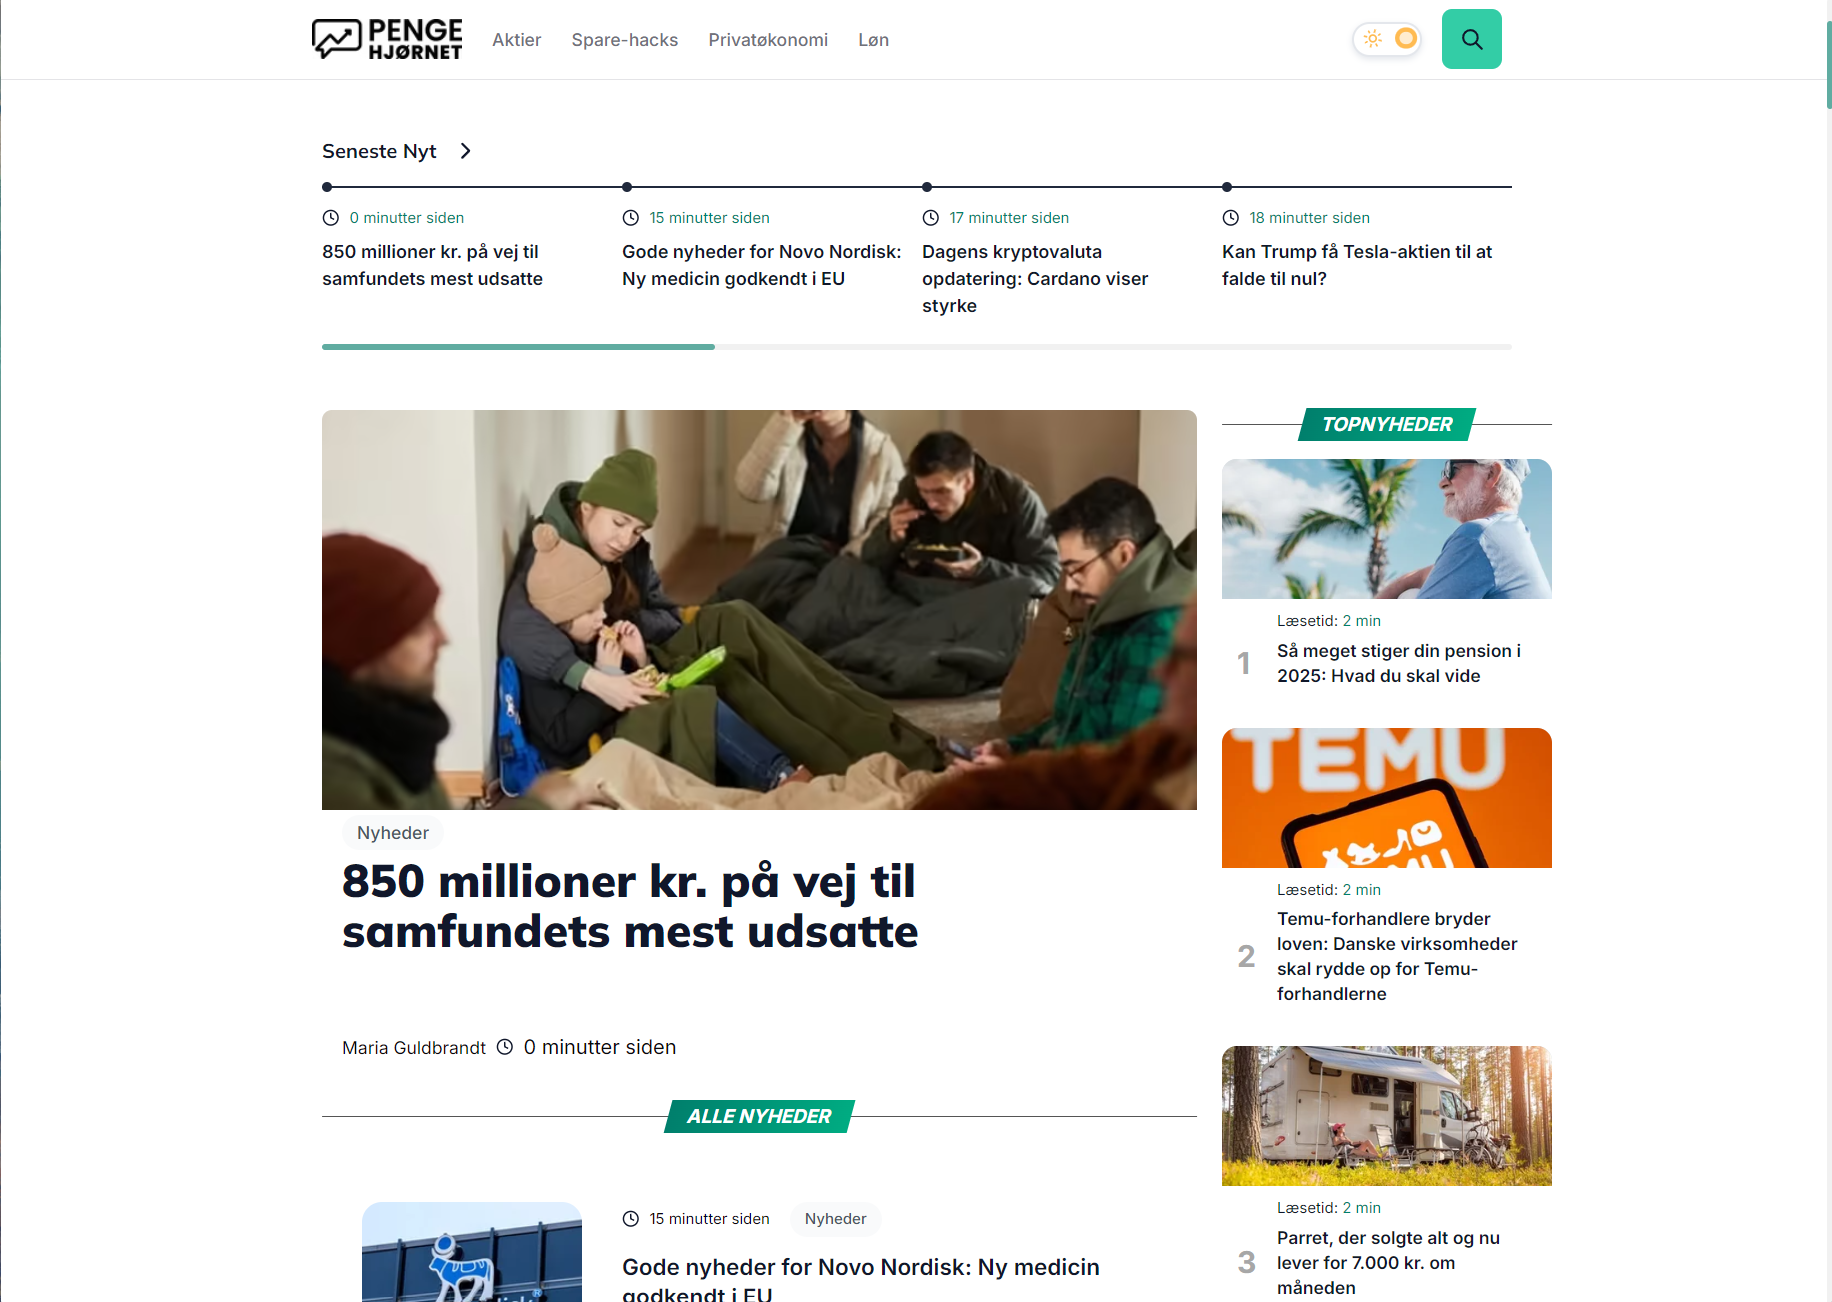 PENGE
HJØRNET
Aktier
Spare-hacks
Privatøkonomi
Løn
Seneste Nyt
0 minutter siden
850 millioner kr. på vej til
samfundets mest udsatte
15 minutter siden
Gode nyheder for Novo Nordisk:
Ny medicin godkendt i EU
17 minutter siden
Dagens kryptovaluta
opdatering: Cardano viser
styrke
18 minutter siden
Kan Trump få Tesla-aktien til at
falde til nul?
Nyheder
850 millioner kr. på vej til
samfundets mest udsatte
Maria Guldbrandt
0 minutter siden
ALLE NYHEDER
15 minutter siden
Nyheder
Gode nyheder for Novo Nordisk: Ny medicin
godkendt i EU
TOPNYHEDER
Læsetid: 2 min
1
Så meget stiger din pension i
2025: Hvad du skal vide
TEMU
Læsetid: 2 min
2
Temu-forhandlere bryder
loven: Danske virksomheder
skal rydde op for Temu-
forhandlerne
Læsetid: 2 min
3
Parret, der solgte alt og nu
lever for 7.000 kr. om
måneden